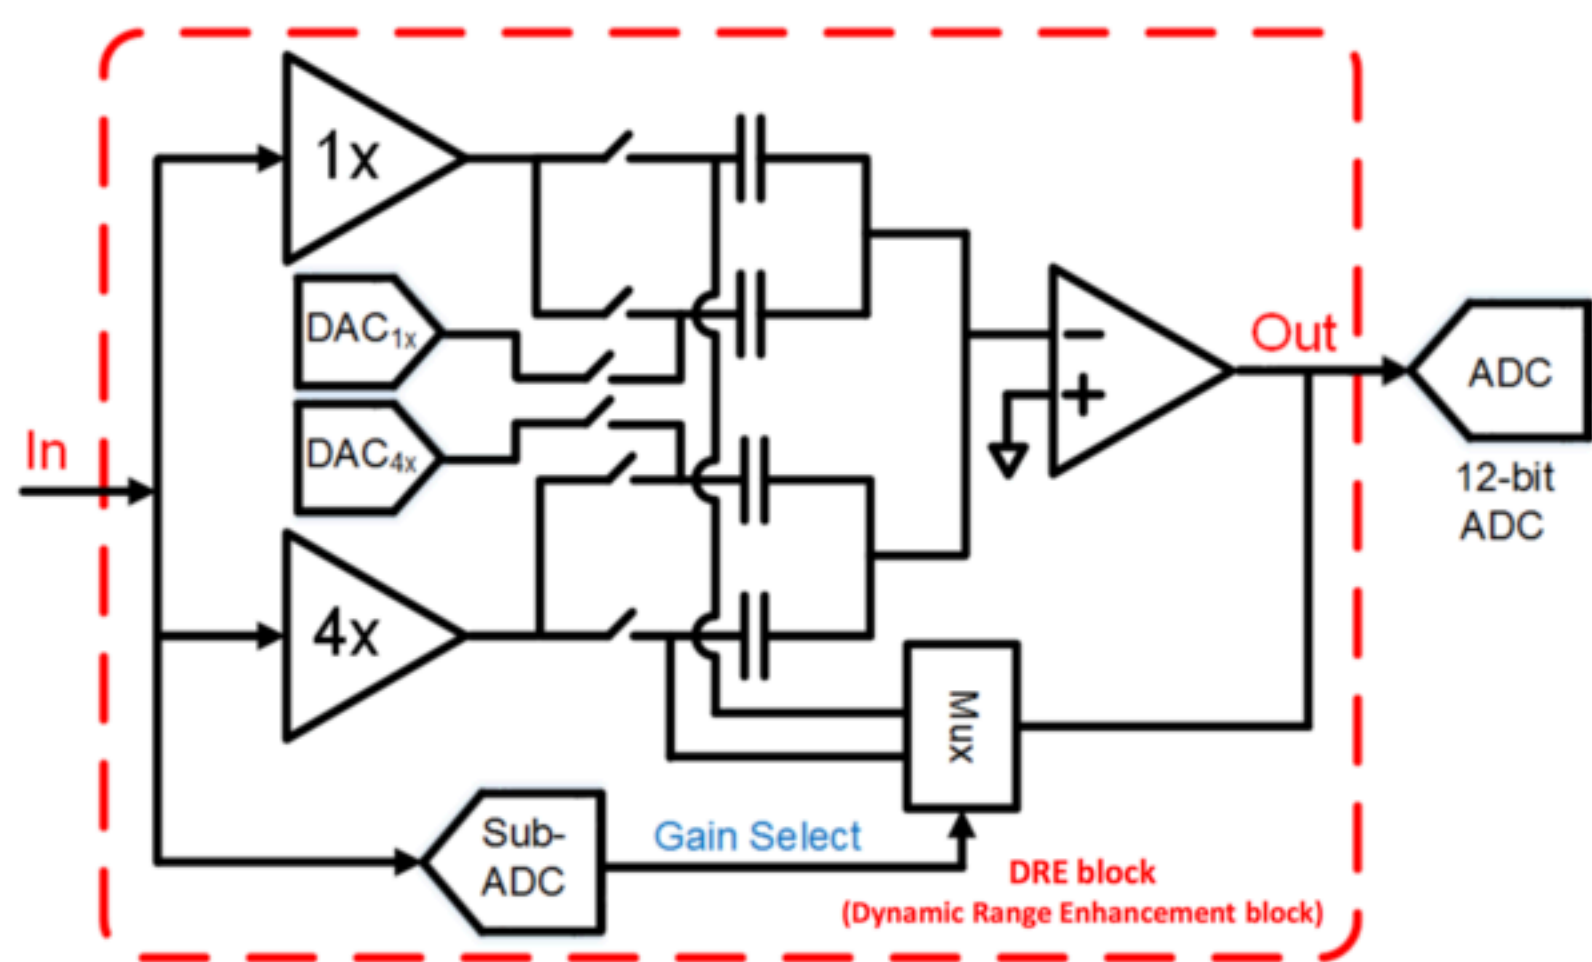 1x
DAC1x
DAC4x
In
4x
Sub-
ADC
Gain Select
Mux
−
+
Out
ADC
12-bit
ADC
DRE block
(Dynamic Range Enhancement block)